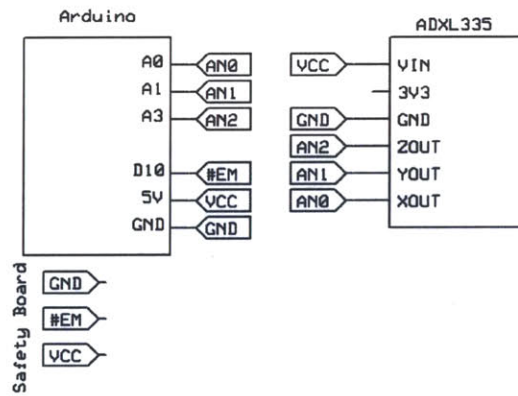 Arduino
A0 AN0
A1 AN1
A3 AN2
D10 #EM
5V VCC
GND GND
ADXL335
VCC VIN
3V3
GND GND
AN2 ZOUT
AN1 YOUT
AN0 XOUT
Safety Board
GND
#EM
VCC